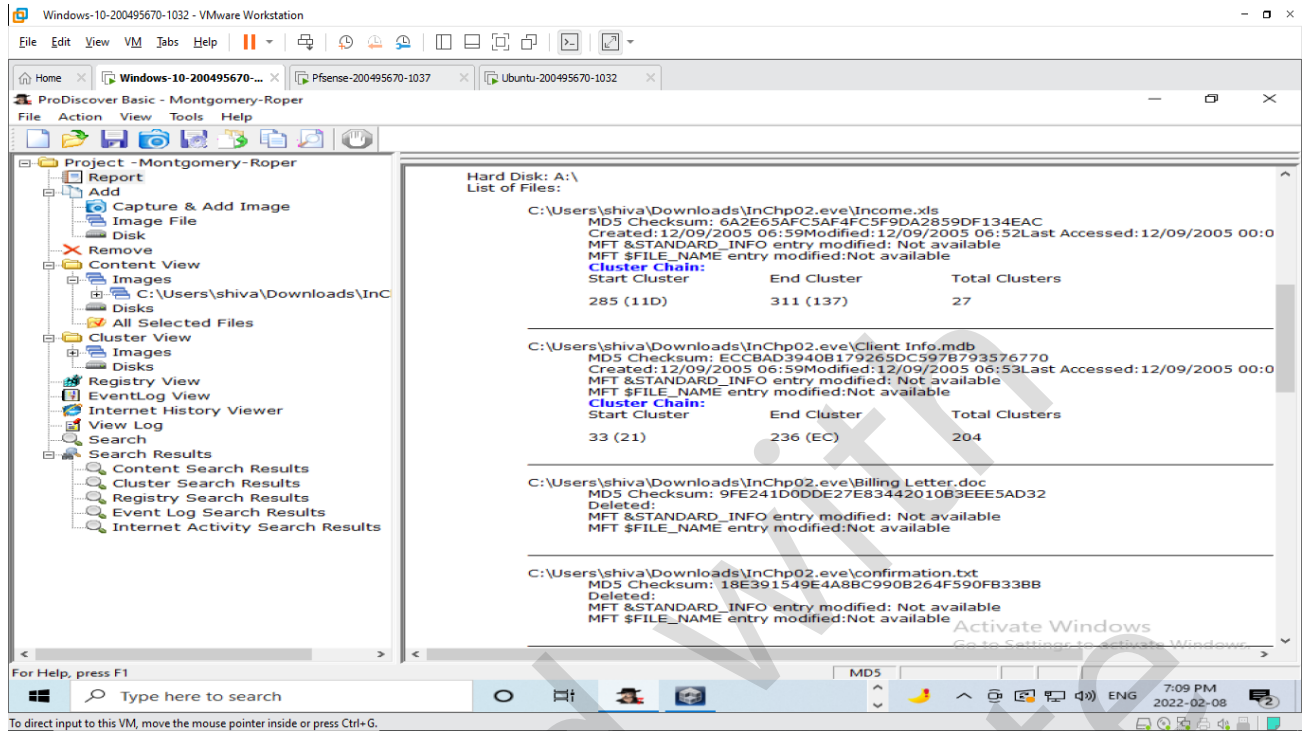 Windows-10-200495670-1032 - VMware Workstation
File Edit View VM Tabs Help
Home Windows-10-200495670-... Pfsense-200495670-1037 Ubuntu-200495670-1032
ProDiscover Basic - Montgomery-Roper
File Action View Tools Help
Project -Montgomery-Roper
Report
Add
Capture & Add Image
Image File
Disk
Remove
Content View
Images
C:\Users\shiva\Downloads\InC
Disks
All Selected Files
Cluster View
Images
Disks
Registry View
EventLog View
Internet History Viewer
View Log
Search
Search Results
Content Search Results
Cluster Search Results
Registry Search Results
Event Log Search Results
Internet Activity Search Results
Hard Disk: A:\
List of Files:
C:\Users\shiva\Downloads\InChp02.eve\Income.xls
MD5 Checksum: 6A2E65AFC5AF4FC5F9DA2859DF134EAC
Created:12/09/2005 06:59Modified:12/09/2005 06:52Last Accessed:12/09/2005 00:0
MFT &STANDARD_INFO entry modified: Not available
MFT $FILE_NAME entry modified:Not available
Cluster Chain:
Start Cluster End Cluster Total Clusters
285 (11D) 311 (137) 27
C:\Users\shiva\Downloads\InChp02.eve\Client Info.mdb
MD5 Checksum: ECCBAD3940B179265DC597B793576770
Created:12/09/2005 06:59Modified:12/09/2005 06:53Last Accessed:12/09/2005 00:0
MFT &STANDARD_INFO entry modified: Not available
MFT $FILE_NAME entry modified:Not available
Cluster Chain:
Start Cluster End Cluster Total Clusters
33 (21) 236 (EC) 204
C:\Users\shiva\Downloads\InChp02.eve\Billing Letter.doc
MD5 Checksum: 9FE241D0DDE27E83442010B3EEE5AD32
Deleted:
MFT &STANDARD_INFO entry modified: Not available
MFT $FILE_NAME entry modified:Not available
C:\Users\shiva\Downloads\InChp02.eve\confirmation.txt
MD5 Checksum: 18E391549E4A8BC990B264F590FB33BB
Deleted:
MFT &STANDARD_INFO entry modified: Not available
MFT $FILE_NAME entry modified:Not available
Activate Windows
Go to Settings to activate Windows.
For Help, press F1
MD5
Type here to search
ENG
7:09 PM
2022-02-08
2
To direct input to this VM, move the mouse pointer inside or press Ctrl+G.
with